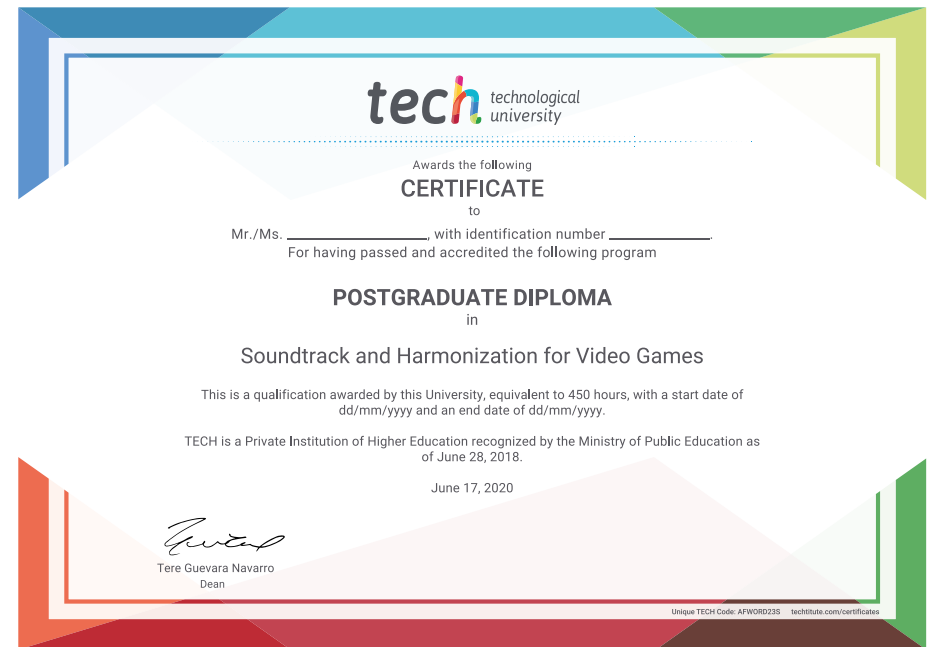 tech technological
university
Awards the following
CERTIFICATE
to
Mr./Ms. ____________________, with identification number ______________.
For having passed and accredited the following program
POSTGRADUATE DIPLOMA
in
Soundtrack and Harmonization for Video Games
This is a qualification awarded by this University, equivalent to 450 hours, with a start date of
dd/mm/yyyy and an end date of dd/mm/yyyy.
TECH is a Private Institution of Higher Education recognized by the Ministry of Public Education as
of June 28, 2018.
June 17, 2020
Tere Guevara Navarro
Dean
Unique TECH Code: AFWORD23S techtitute.com/certificates